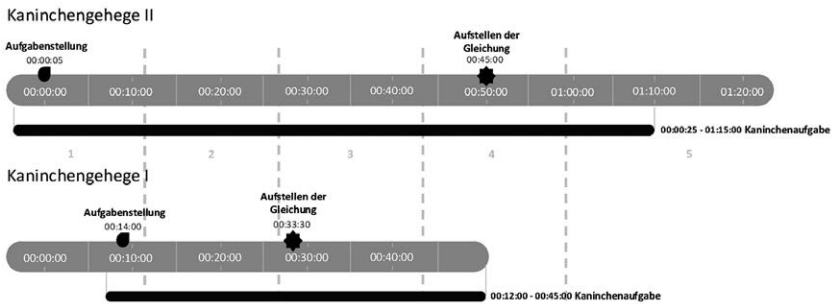 Kaninchengehege II
Aufgabenstellung
00:00:05
Aufstellen der
Gleichung
00:45:00
00:00:00 00:10:00 00:20:00 00:30:00 00:40:00 00:50:00 01:00:00 01:10:00 01:20:00
00:00:25 - 01:15:00 Kaninchenaufgabe
1 2 3 4 5
Kaninchengehege I
Aufgabenstellung
00:14:00
Aufstellen der
Gleichung
00:33:30
00:00:00 00:10:00 00:20:00 00:30:00 00:40:00
00:12:00 - 00:45:00 Kaninchenaufgabe